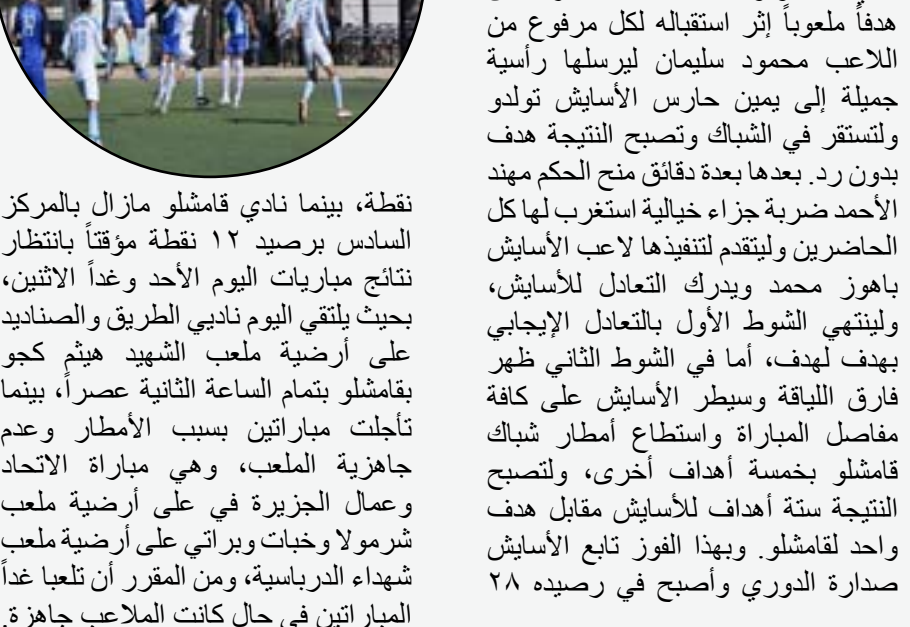 هدفاً ملعوباً إثر استقباله لكل مرفوع من
اللاعب محمود سليمان ليرسلها رأسية
جميلة إلى يمين حارس الأسايش تولدو
ولتستقر في الشباك وتصبح النتيجة هدف
بدون رد. بعدها بعدة دقائق منح الحكم مهند
الأحمد ضربة جزاء خيالية استغرب لها كل
الحاضرين وليتقدم لتنفيذها لاعب الأسايش
باهوز محمد ويدرك التعادل للأسايش،
ولينتهي الشوط الأول بالتعادل الإيجابي
بهدف لهدف، أما في الشوط الثاني ظهر
فارق اللياقة وسيطر الأسايش على كافة
مفاصل المباراة واستطاع أمطار شباك
قامشلو بخمسة أهداف أخرى، ولتصبح
النتيجة ستة أهداف للأسايش مقابل هدف
واحد لقامشلو. وبهذا الفوز تابع الأسايش
صدارة الدوري وأصبح في رصيده ٢٨
نقطة، بينما نادي قامشلو مازال بالمركز
السادس برصيد ١٢ نقطة مؤقتاً بانتظار
نتائج مباريات اليوم الأحد وغداً الاثنين،
بحيث يلتقي اليوم ناديي الطريق والصناديد
على أرضية ملعب الشهيد هيثم كجو
بقامشلو بتمام الساعة الثانية عصراً، بينما
تأجلت مباراتين بسبب الأمطار وعدم
جاهزية الملعب، وهي مباراة الاتحاد
وعمال الجزيرة في على أرضية ملعب
شرمولا وخبات وبراتي على أرضية ملعب
شهداء الدرباسية، ومن المقرر أن تلعبا غداً
المباراتين في حال كانت الملاعب جاهزة.